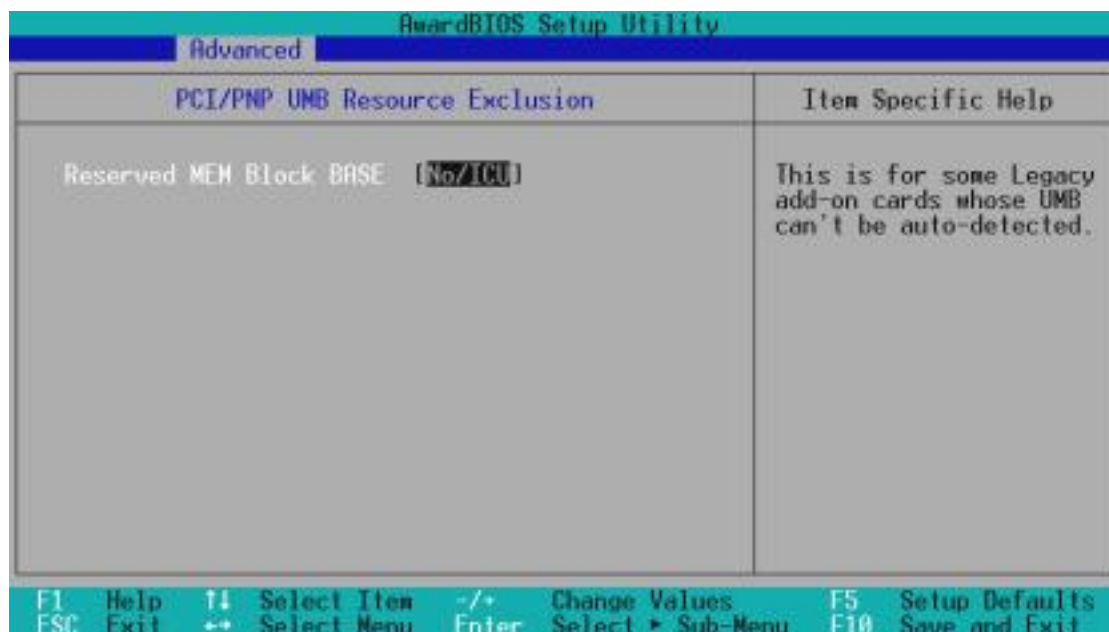 AwardBIOS Setup Utility
Advanced
PCI/PNP UMB Resource Exclusion
Item Specific Help
Reserved MEM Block BASE [No/ICU]
This is for some Legacy
add-on cards whose UMB
can't be auto-detected.
F1 Help ↑↓ Select Item -/+ Change Values F5 Setup Defaults
ESC Exit ←→ Select Menu Enter Select ► Sub-Menu F10 Save and Exit